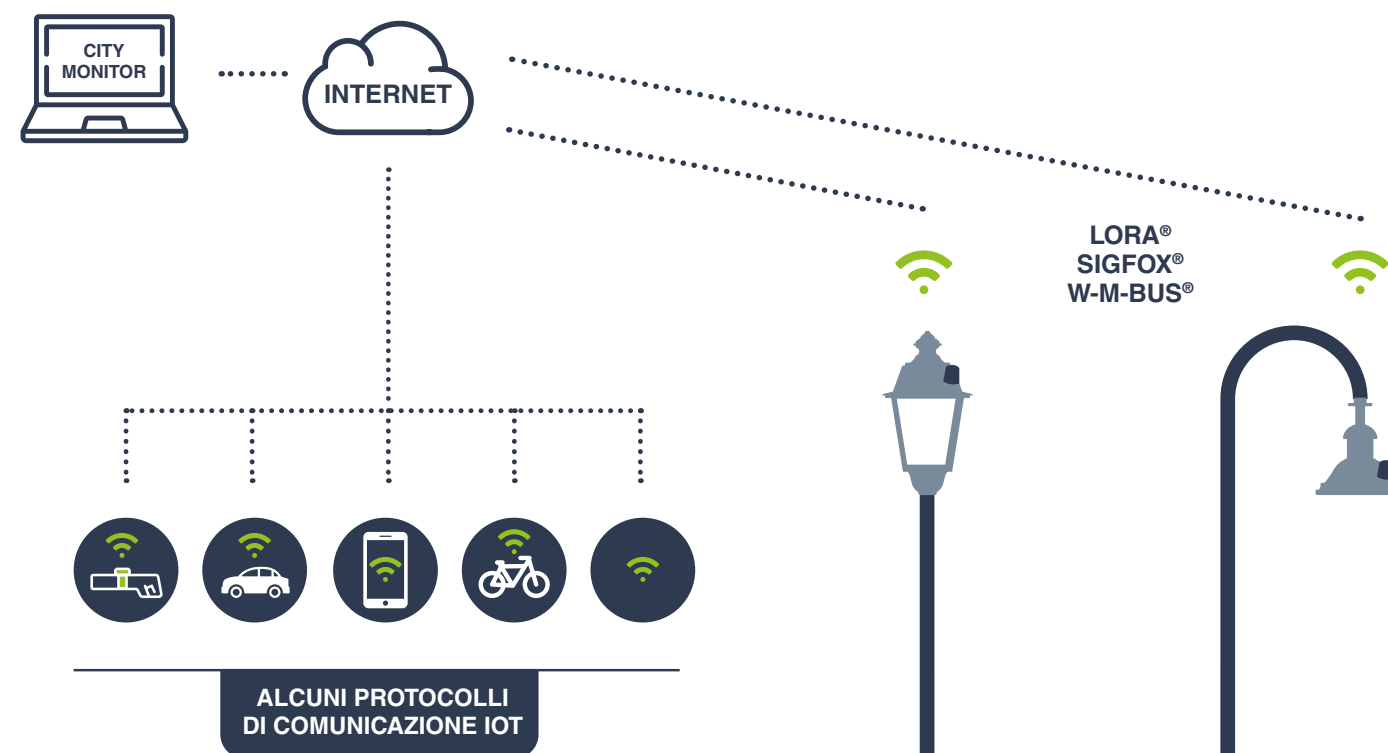 CITY
MONITOR
INTERNET
LORA®
SIGFOX®
W-M-BUS®
ALCUNI PROTOCOLLI
DI COMUNICAZIONE IOT